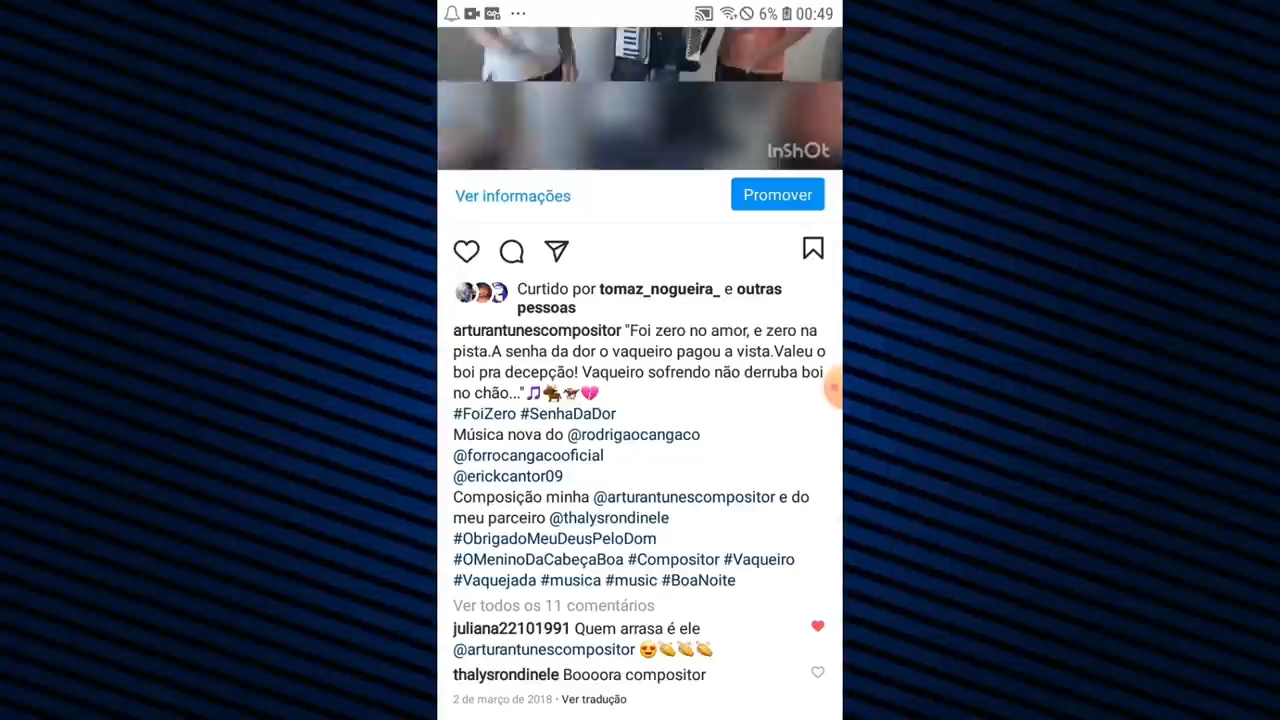 6% 00:49
InShOt
Ver informações Promover
Curtido por tomaz_nogueira_ e outras
pessoas
arturantunescompositor "Foi zero no amor, e zero na
pista.A senha da dor o vaqueiro pagou a vista.Valeu o
boi pra decepção! Vaqueiro sofrendo não derruba boi
no chão..."🎵🐂🏇💔
#FoiZero #SenhaDaDor
Música nova do @rodrigaocangaco
@forrocangacooficial
@erickcantor09
Composição minha @arturantunescompositor e do
meu parceiro @thalysrondinele
#ObrigadoMeuDeusPeloDom
#OMeninoDaCabeçaBoa #Compositor #Vaqueiro
#Vaquejada #musica #music #BoaNoite
Ver todos os 11 comentários
juliana22101991 Quem arrasa é ele
@arturantunescompositor 😍👏👏👏
thalysrondinele Boooora compositor
2 de março de 2018 · Ver tradução